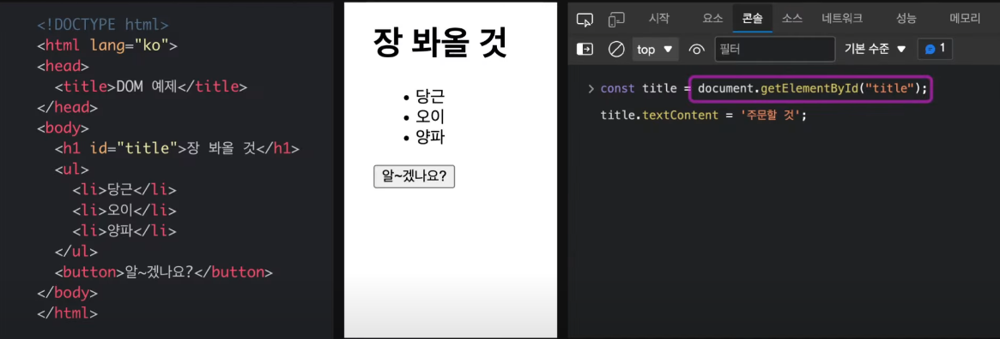 <!DOCTYPE html>
<html lang="ko">
<head>
<title>DOM 예제</title>
</head>
<body>
<h1 id="title">장 봐올 것</h1>
<ul>
<li>당근</li>
<li>오이</li>
<li>양파</li>
</ul>
<button>알~겠나요?</button>
</body>
</html>
장 봐올 것
• 당근
• 오이
• 양파
알~겠나요?
시작 요소 콘솔 소스 네트워크 성능 메모리
top ▼ 필터 기본 수준 ▼ 1
> const title = document.getElementById("title");
title.textContent = '주문할 것';